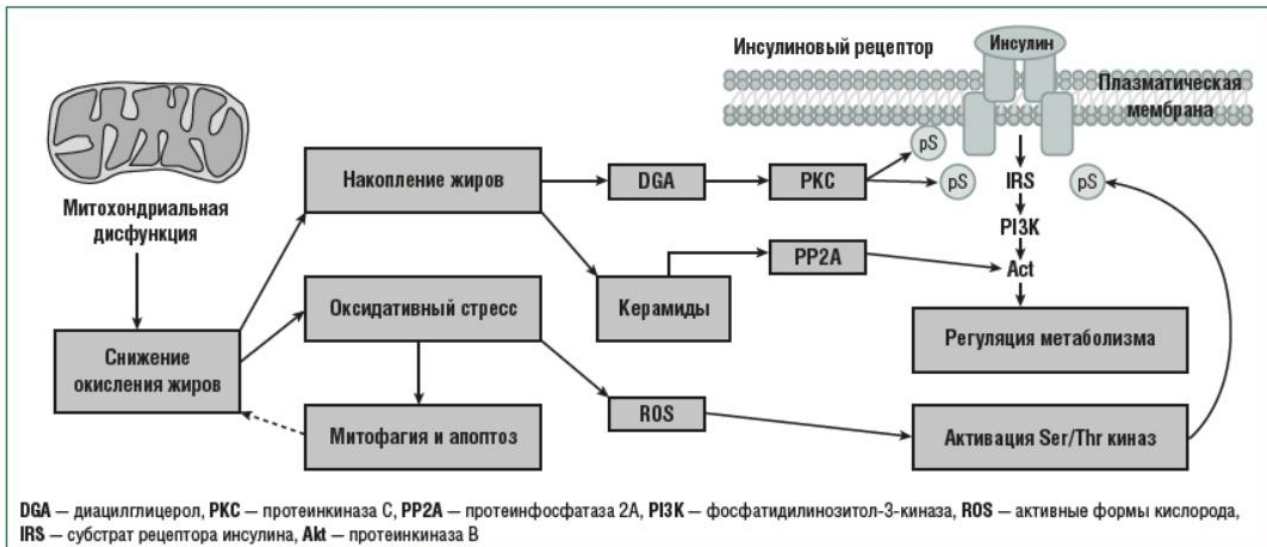 Инсулиновый рецептор
Инсулин
Плазматическая
мембрана
Митохондриальная
дисфункция
Накопление жиров
DGA
PKC
pS
pS
IRS
pS
PI3K
PP2A
Act
Оксидативный стресс
Керамиды
Снижение
окисления жиров
Регуляция метаболизма
ROS
Митофагия и апоптоз
Активация Ser/Thr киназ
DGA — диацилглицерол, PKC — протеинкиназа С, PP2A — протеинфосфатаза 2А, PI3K — фосфатидилинозитол-3-киназа, ROS — активные формы кислорода,
IRS — субстрат рецептора инсулина, Akt — протеинкиназа В